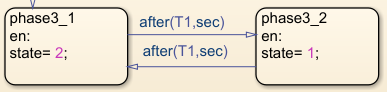 phase3_1
en:
state= 2;
after(T1,sec)
after(T1,sec)
phase3_2
en:
state= 1;